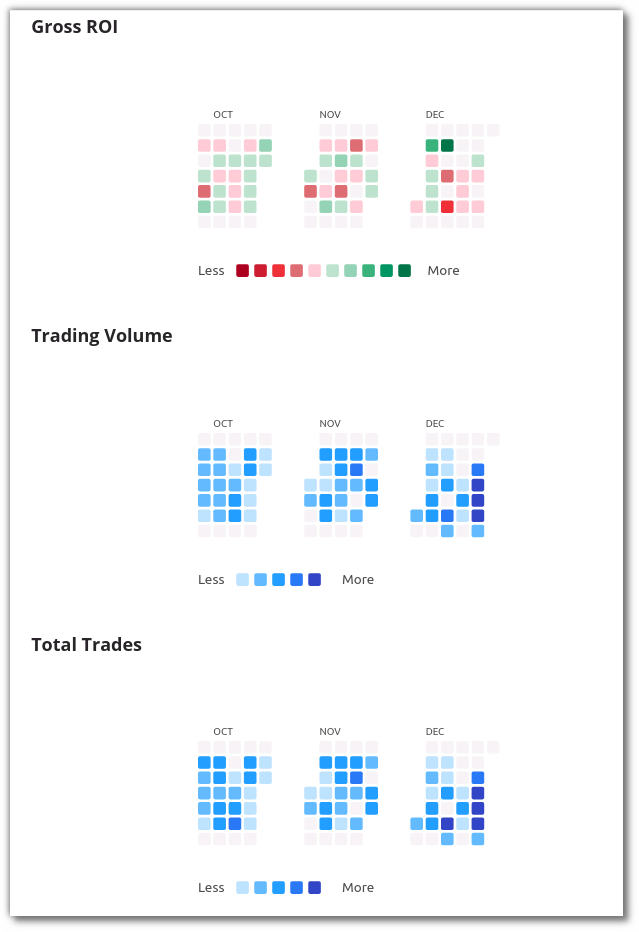 Gross ROI
OCT NOV DEC
Less More
Trading Volume
OCT NOV DEC
Less More
Total Trades
OCT NOV DEC
Less More